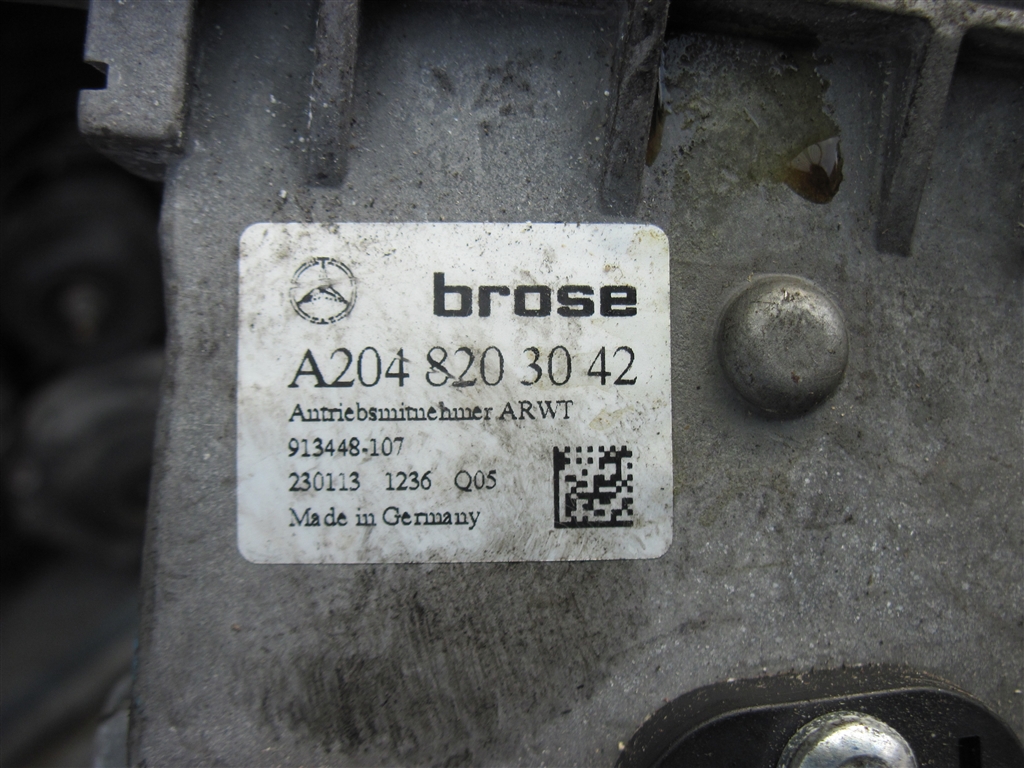 brose
A204 820 30 42
Antriebsmitnehmer ARWT
913448-107
230113 1236 Q05
Made in Germany